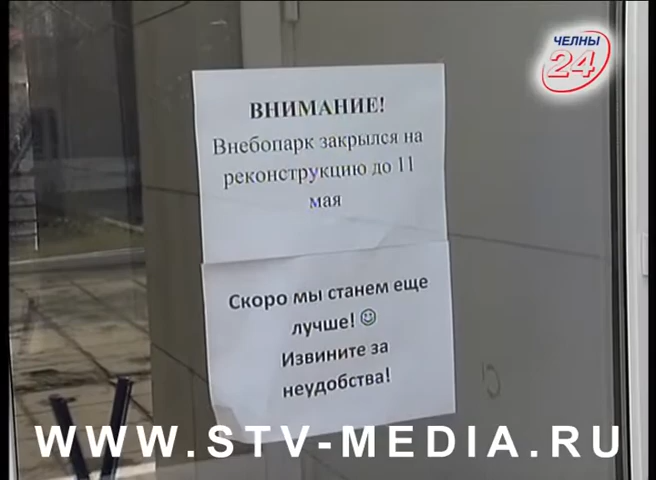 ЧЕЛНЫ
24
ВНИМАНИЕ!
Внебопарк закрылся на
реконструкцию до 11
мая
Скоро мы станем еще
лучше! ☺
Извините за
неудобства!
WWW.STV-MEDIA.RU